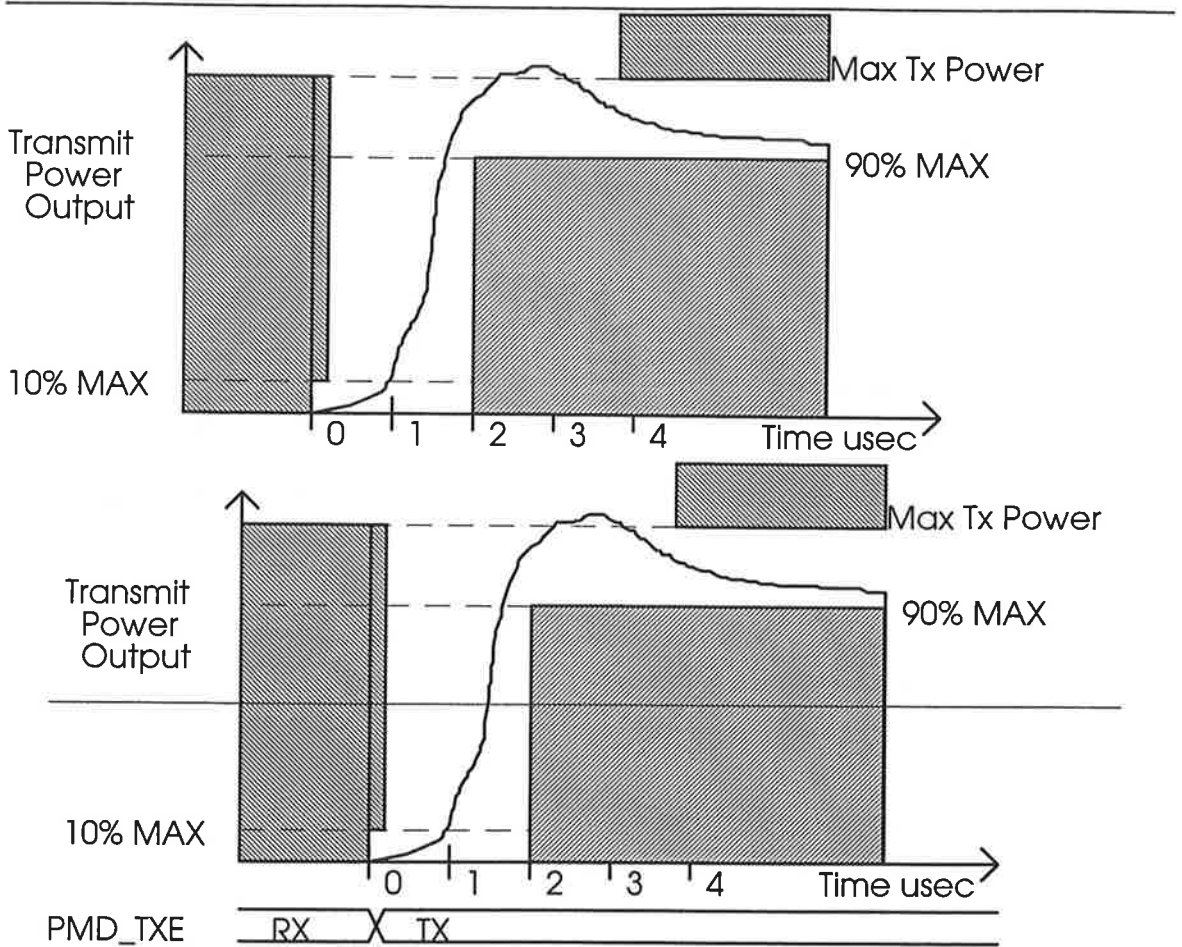 Max Tx Power
Transmit
Power
Output
90% MAX
10% MAX
0 1 2 3 4 Time usec
Max Tx Power
Transmit
Power
Output
90% MAX
10% MAX
0 1 2 3 4 Time usec
PMD_TXE RX TX